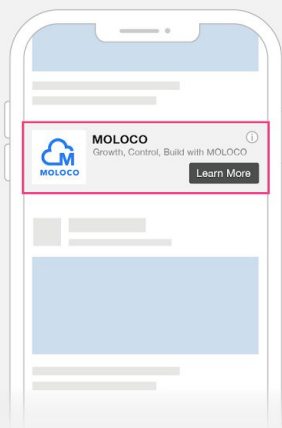 MOLOCO
Growth, Control, Build with MOLOCO
M
MOLOCO
Learn More